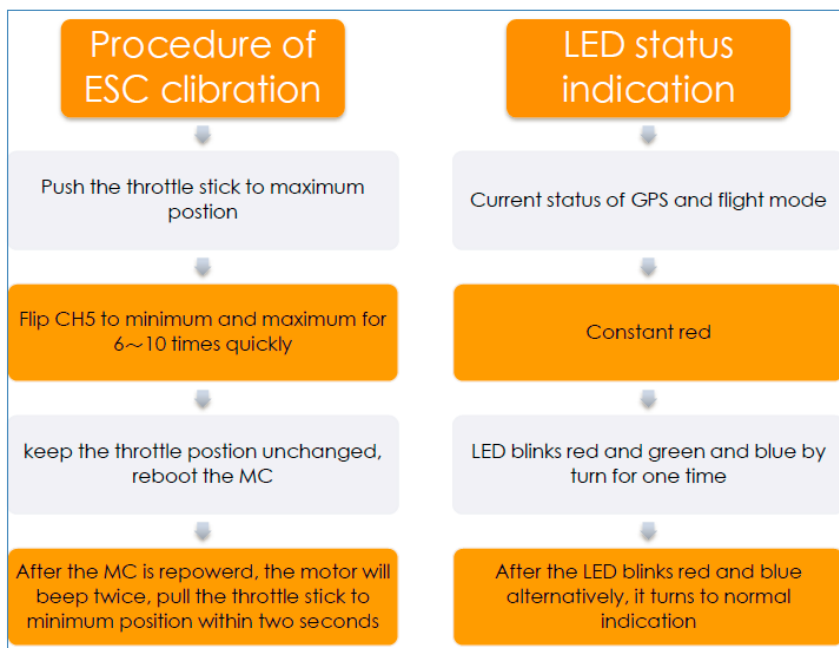 Procedure of
ESC clibration
Push the throttle stick to maximum
postion
Flip CH5 to minimum and maximum for
6～10 times quickly
keep the throttle postion unchanged,
reboot the MC
After the MC is repowerd, the motor will
beep twice, pull the throttle stick to
minimum position within two seconds
LED status
indication
Current status of GPS and flight mode
Constant red
LED blinks red and green and blue by
turn for one time
After the LED blinks red and blue
alternatively, it turns to normal
indication